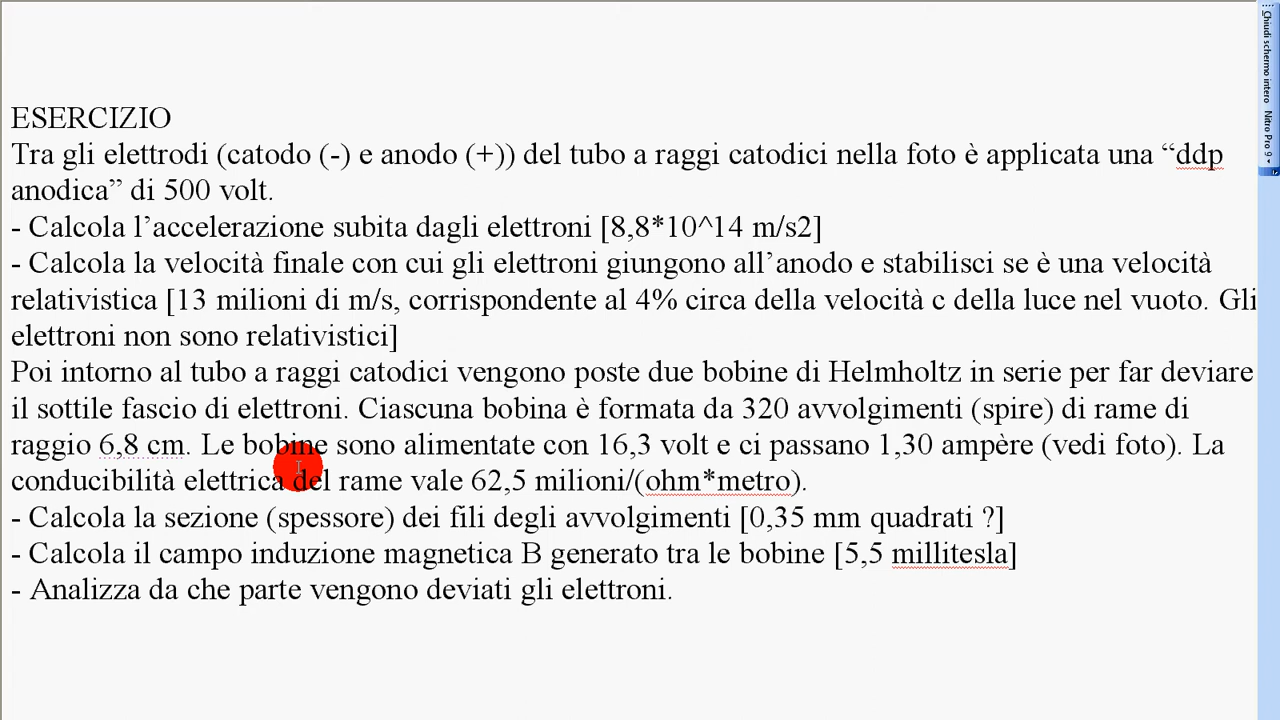 ESERCIZIO
Tra gli elettrodi (catodo (-) e anodo (+)) del tubo a raggi catodici nella foto è applicata una “ddp
anodica” di 500 volt.
- Calcola l’accelerazione subita dagli elettroni [8,8*10^14 m/s2]
- Calcola la velocità finale con cui gli elettroni giungono all’anodo e stabilisci se è una velocità
relativistica [13 milioni di m/s, corrispondente al 4% circa della velocità c della luce nel vuoto. Gli
elettroni non sono relativistici]
Poi intorno al tubo a raggi catodici vengono poste due bobine di Helmholtz in serie per far deviare
il sottile fascio di elettroni. Ciascuna bobina è formata da 320 avvolgimenti (spire) di rame di
raggio 6,8 cm. Le bobine sono alimentate con 16,3 volt e ci passano 1,30 ampère (vedi foto). La
conducibilità elettrica del rame vale 62,5 milioni/(ohm*metro).
- Calcola la sezione (spessore) dei fili degli avvolgimenti [0,35 mm quadrati ?]
- Calcola il campo induzione magnetica B generato tra le bobine [5,5 millitesla]
- Analizza da che parte vengono deviati gli elettroni.
Chiudi schermo intero Nitro Pro 9